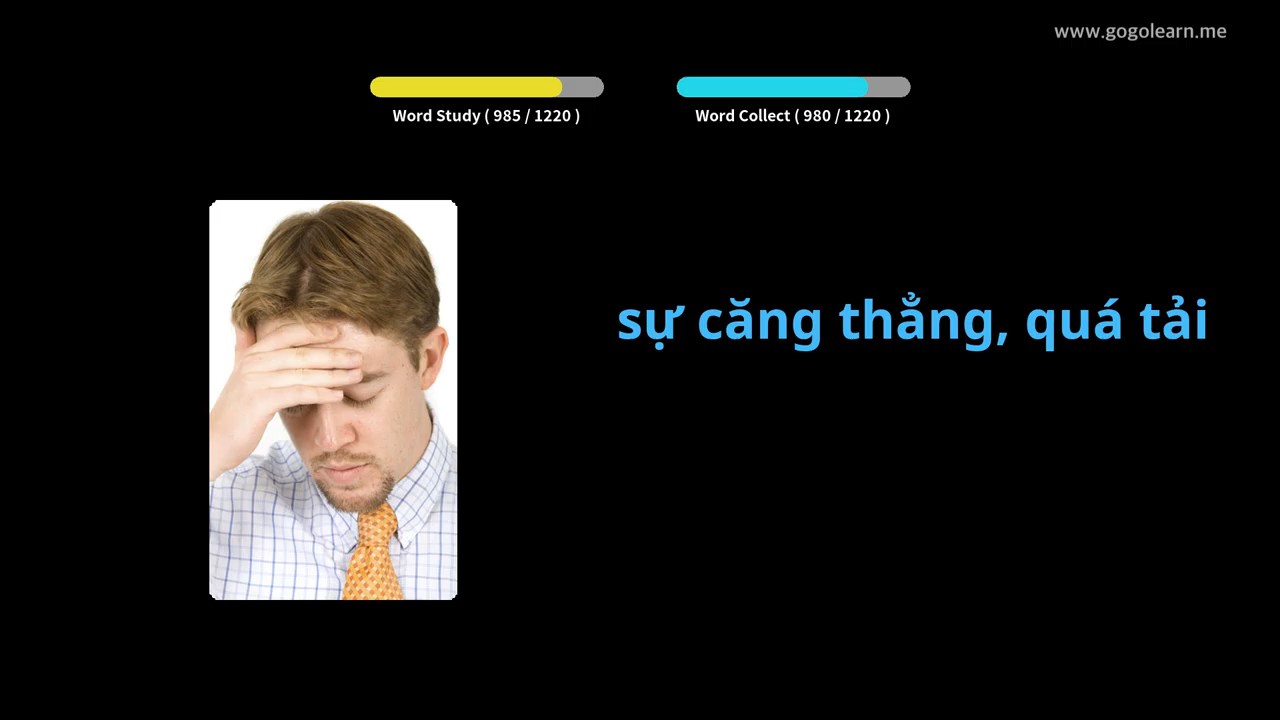 www.gogolearn.me
Word Study ( 985 / 1220 )
Word Collect ( 980 / 1220 )
sự căng thẳng, quá tải